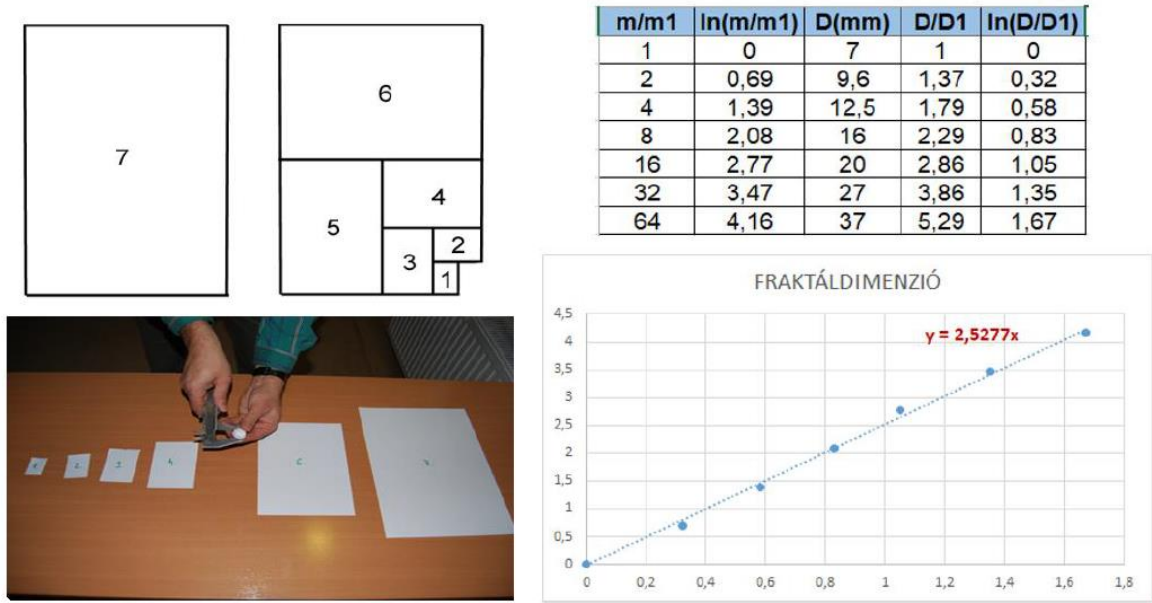 7
6
5
4
3
2
1
m/m1 ln(m/m1) D(mm) D/D1 ln(D/D1)
1 0 7 1 0
2 0,69 9,6 1,37 0,32
4 1,39 12,5 1,79 0,58
8 2,08 16 2,29 0,83
16 2,77 20 2,86 1,05
32 3,47 27 3,86 1,35
64 4,16 37 5,29 1,67
FRAKTÁLDIMENZIÓ
y = 2,5277x
4,5
4
3,5
3
2,5
2
1,5
1
0,5
0
0 0,2 0,4 0,6 0,8 1 1,2 1,4 1,6 1,8
2
3
4